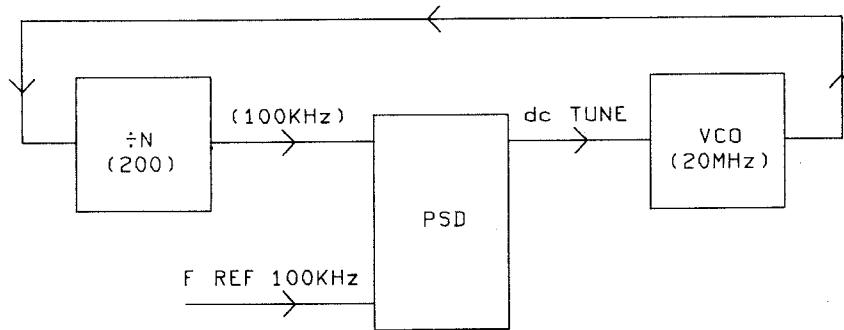 ÷N
(200)
(100KHz)
dc TUNE
VCO
(20MHz)
PSD
F REF 100KHz